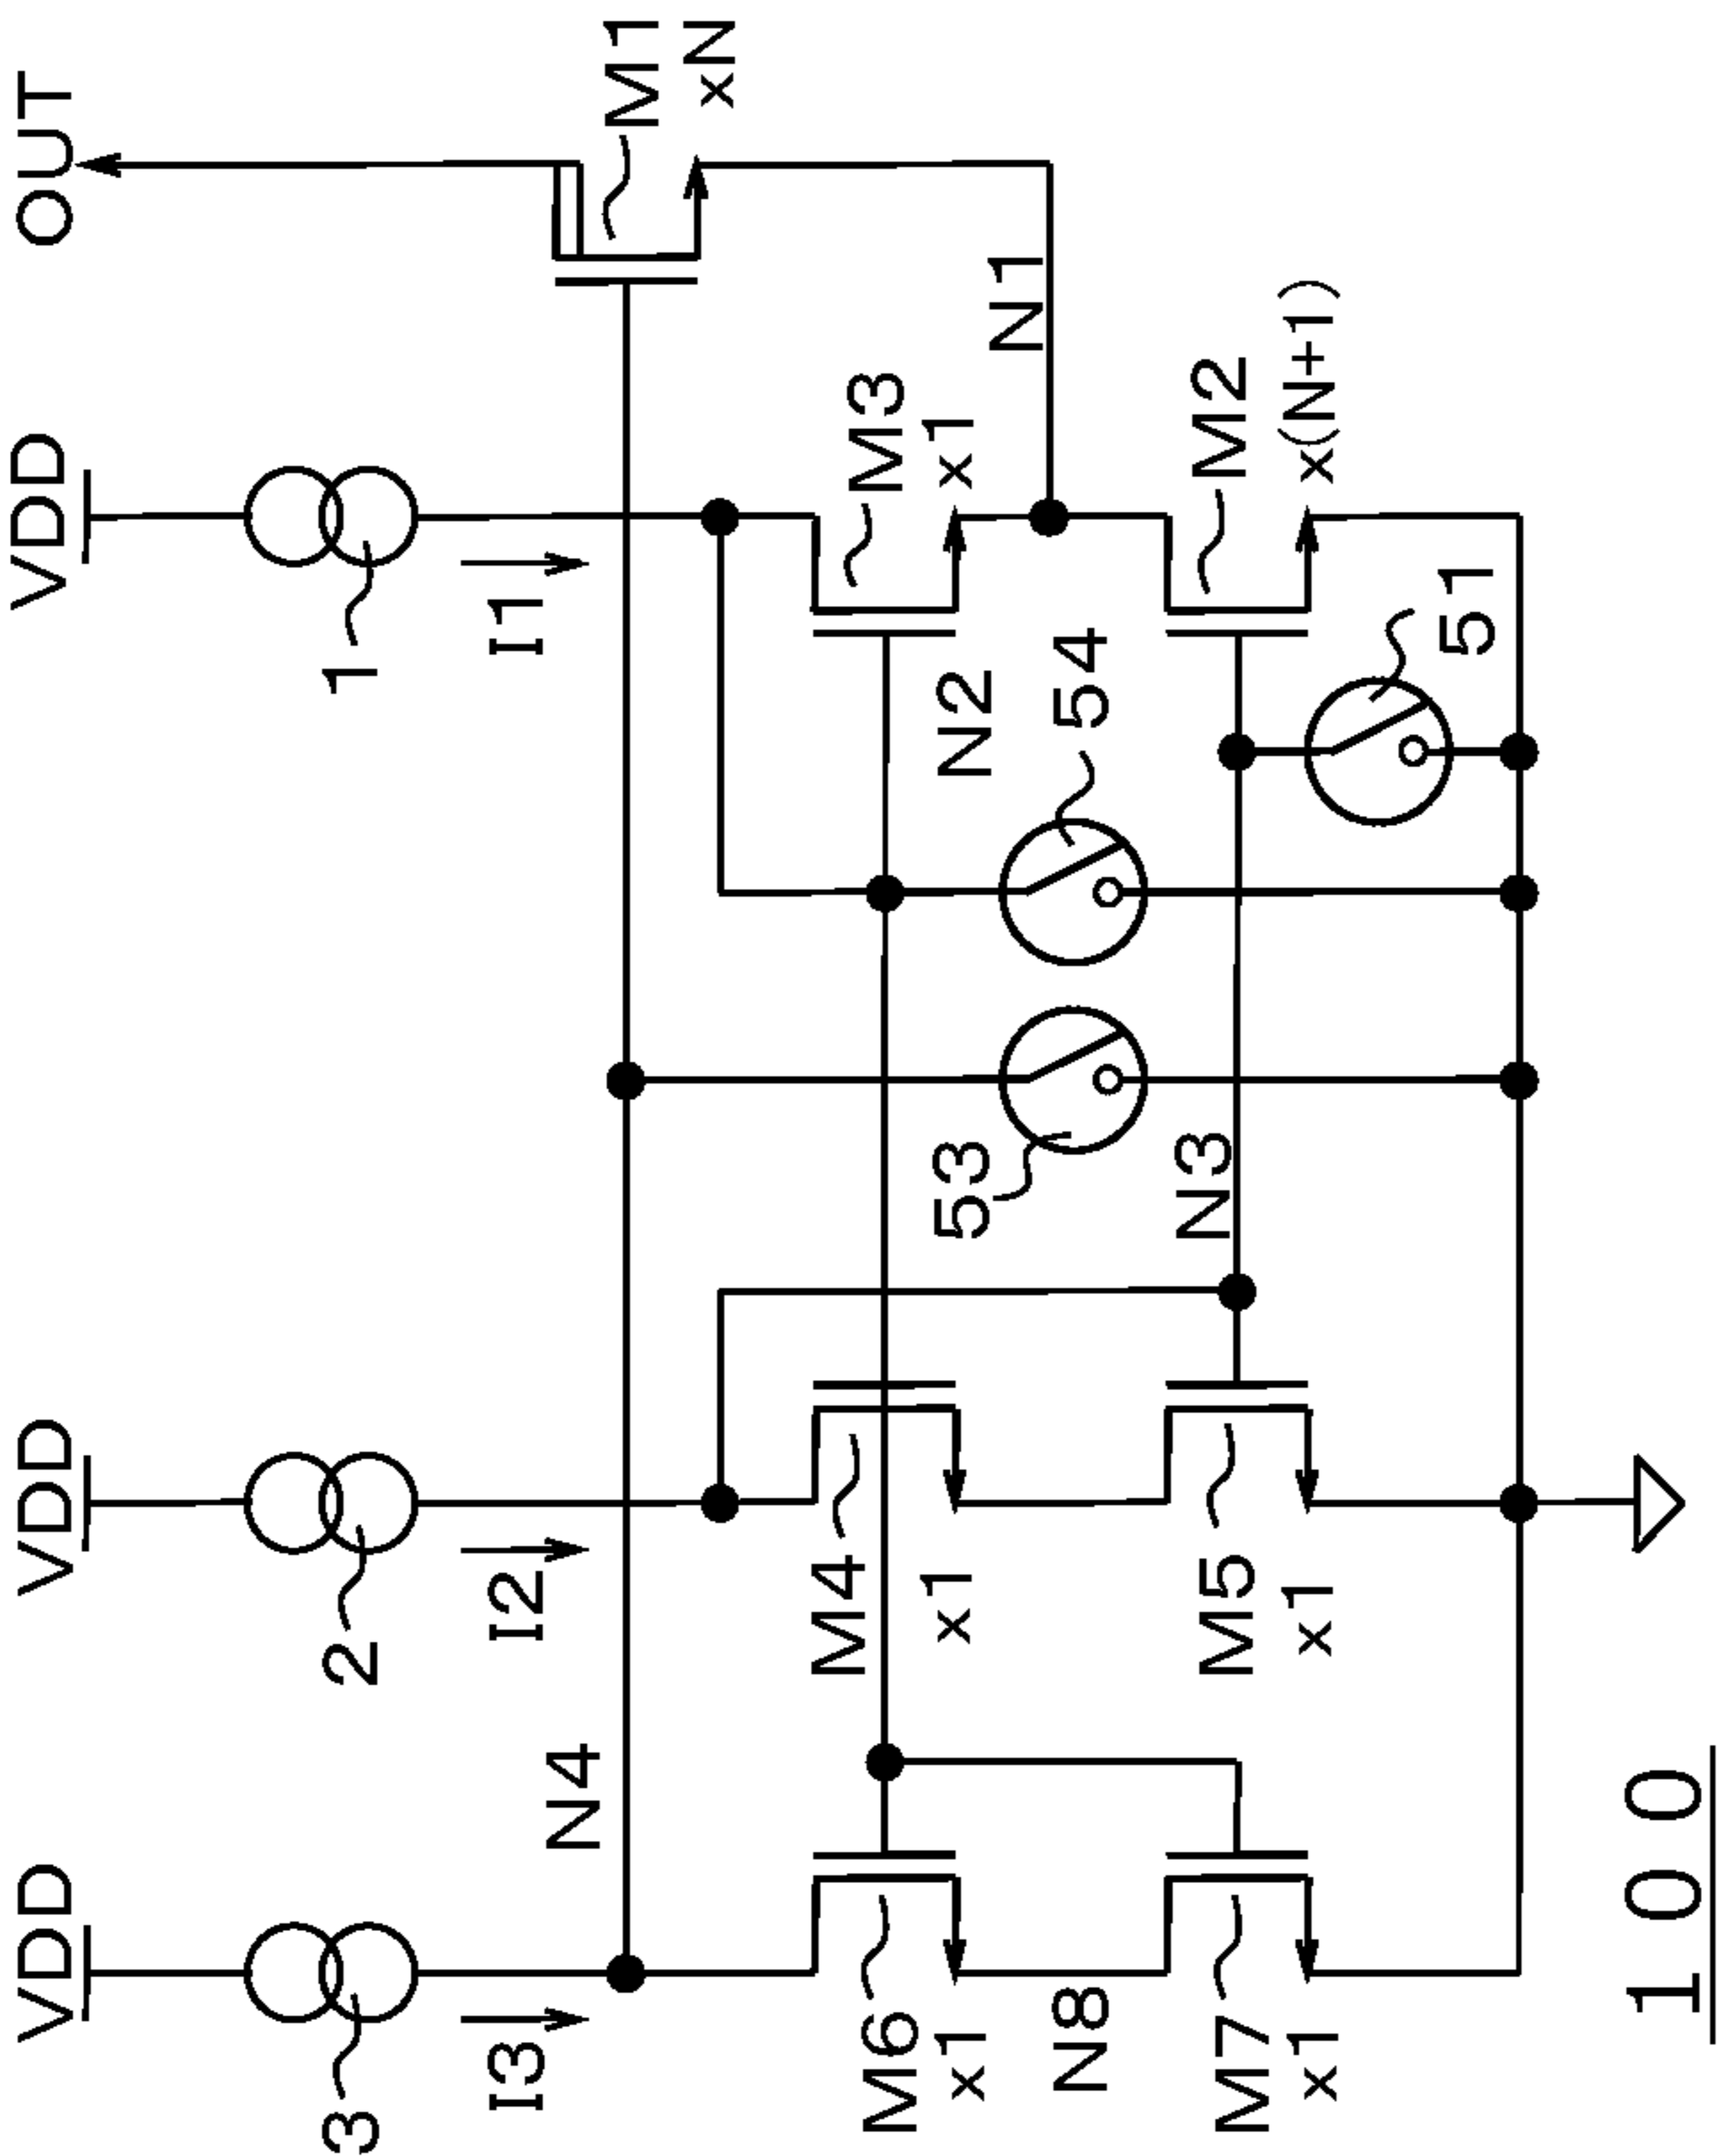 OUT
VDD
VDD
VDD
1
2
3
I1
I2
I3
N4
M1
xN
M3
x1
N1
N2
54
53
N3
M2
x(N+1)
51
M4
x1
M5
x1
M6
x1
N8
M7
x1
100